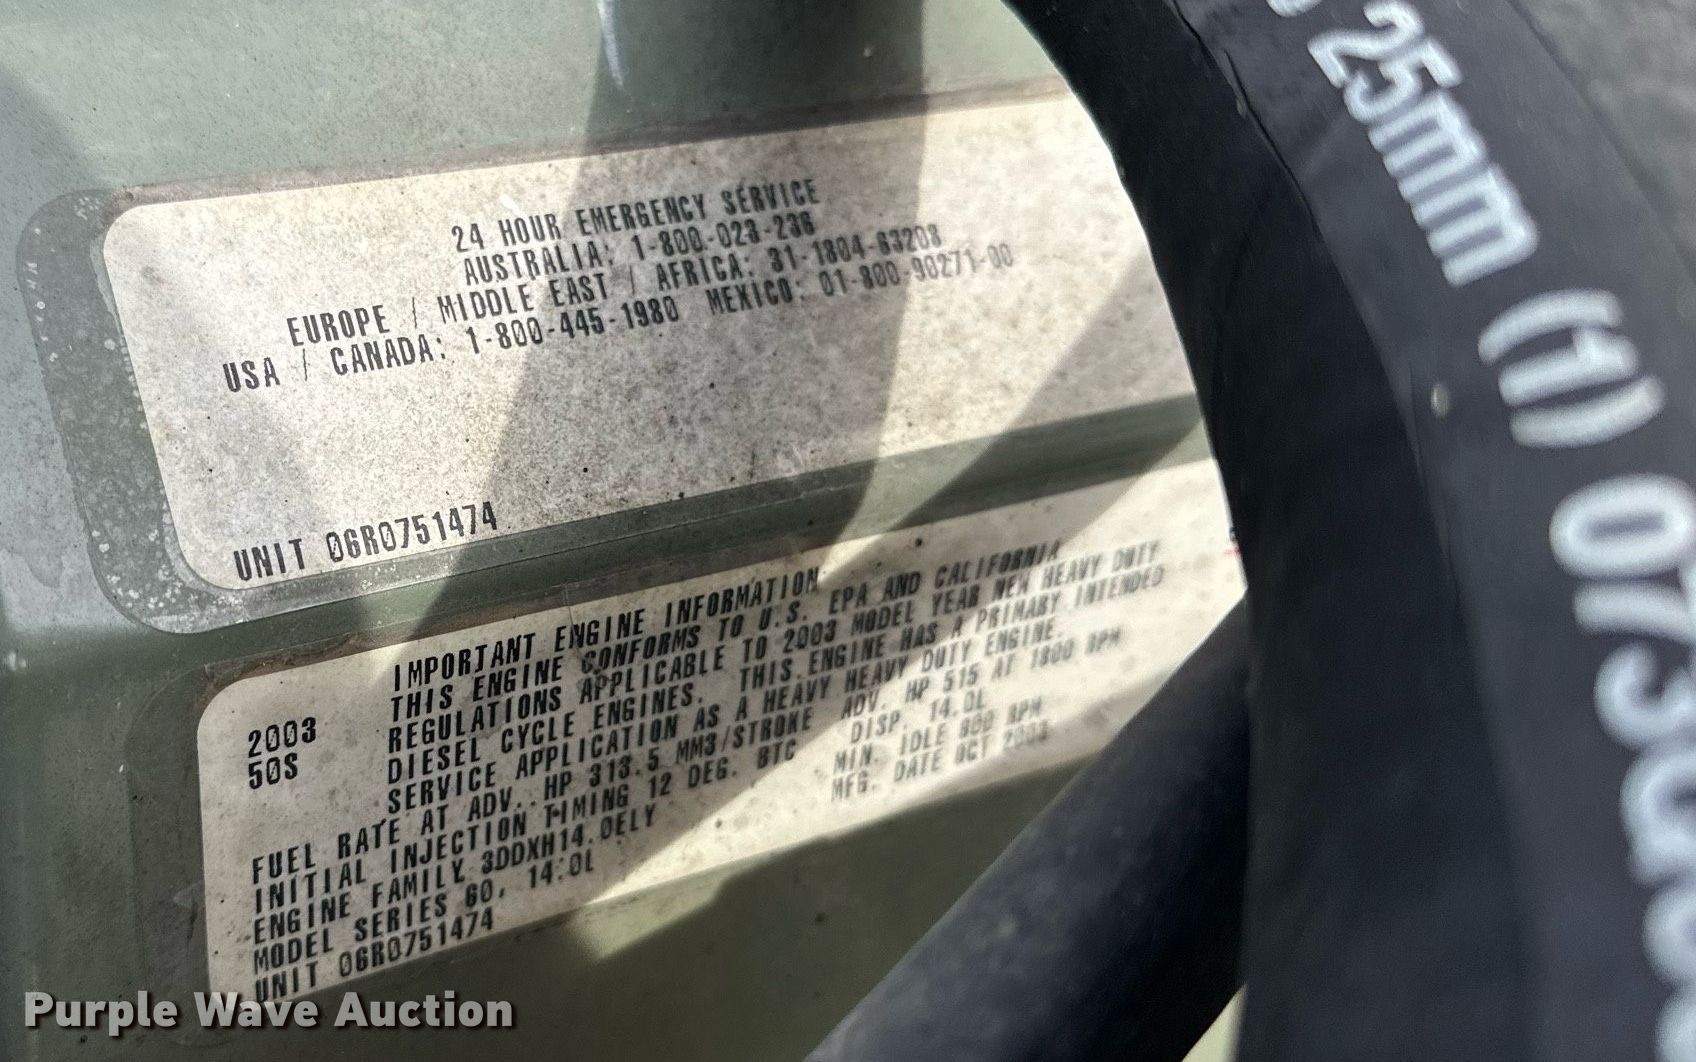 24 HOUR EMERGENCY SERVICE
AUSTRALIA: 1-800-023-236
EUROPE / MIDDLE EAST / AFRICA: 31-1804-63208
USA / CANADA: 1-800-445-1980 MEXICO: 01-800-90271-00
UNIT 06R0751474
2003
50S
IMPORTANT ENGINE INFORMATION
THIS ENGINE CONFORMS TO U.S. EPA AND CALIFORNIA
REGULATIONS APPLICABLE TO 2003 MODEL YEAR NEW HEAVY DUTY
DIESEL CYCLE ENGINES. THIS ENGINE HAS A PRIMARY INTENDED
SERVICE APPLICATION AS A HEAVY HEAVY DUTY ENGINE.
FUEL RATE AT ADV. HP 313.5 MM3/STROKE ADV. HP 515 AT 1800 RPM
INITIAL INJECTION TIMING 12 DEG. BTC DISP. 14.0L
ENGINE FAMILY 3DDXH14.0ELY MIN. IDLE 600 RPM
MODEL SERIES 60, 14.0L MFG. DATE OCT 2003
UNIT 06R0751474
25mm (1) 073
Purple Wave Auction